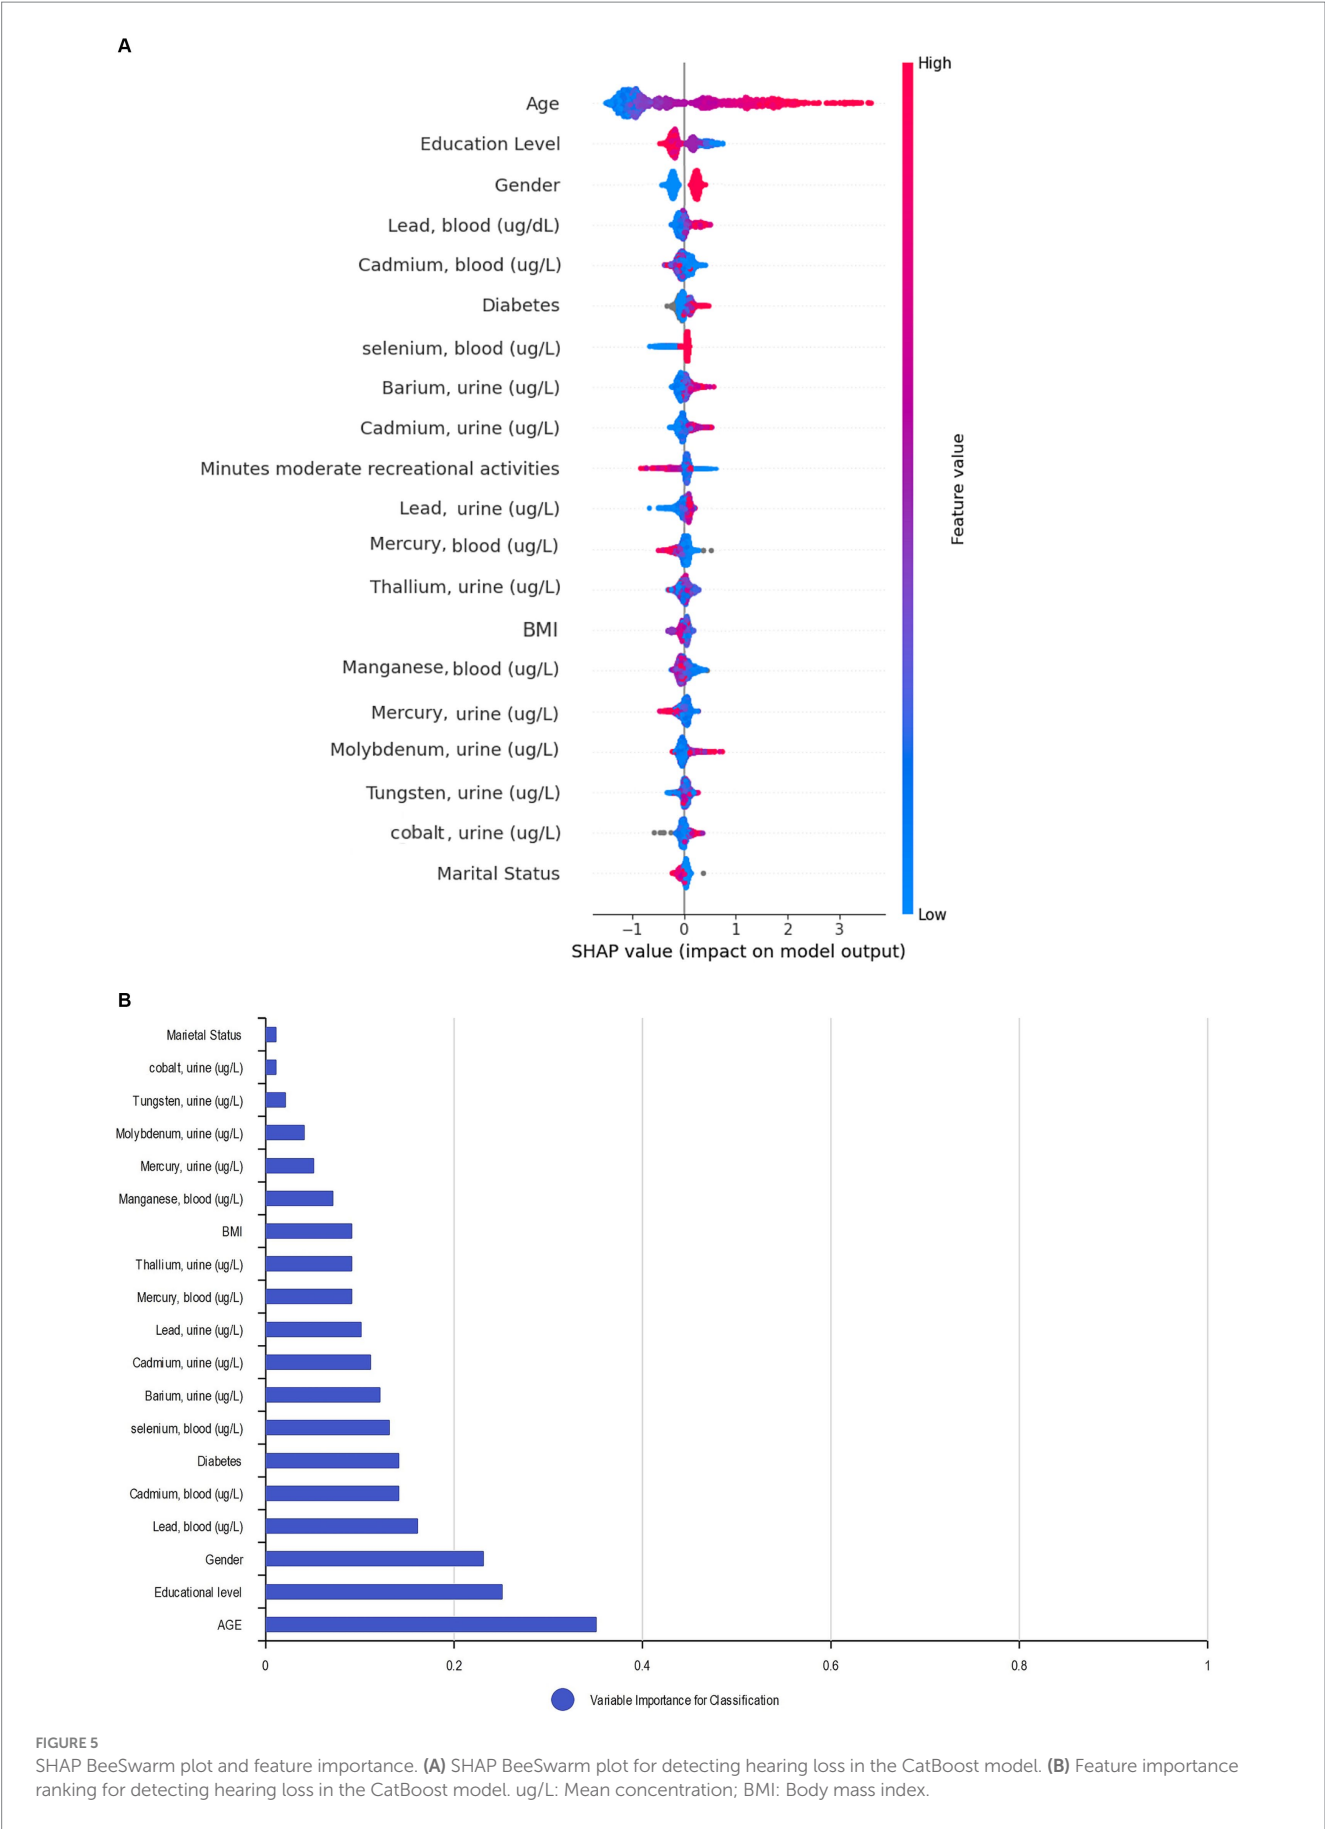 A
High
Age
Education Level
Gender
Lead, blood (ug/dL)
Cadmium, blood (ug/L)
Diabetes
selenium, blood (ug/L)
Barium, urine (ug/L)
Cadmium, urine (ug/L)
Minutes moderate recreational activities
Lead, urine (ug/L)
Mercury, blood (ug/L)
Thallium, urine (ug/L)
BMI
Manganese, blood (ug/L)
Mercury, urine (ug/L)
Molybdenum, urine (ug/L)
Tungsten, urine (ug/L)
cobalt, urine (ug/L)
Marital Status
Feature value
Low
−1 0 1 2 3
SHAP value (impact on model output)
B
Marietal Status
cobalt, urine (ug/L)
Tungsten, urine (ug/L)
Molybdenum, urine (ug/L)
Mercury, urine (ug/L)
Manganese, blood (ug/L)
BMI
Thallium, urine (ug/L)
Mercury, blood (ug/L)
Lead, urine (ug/L)
Cadmium, urine (ug/L)
Barium, urine (ug/L)
selenium, blood (ug/L)
Diabetes
Cadmium, blood (ug/L)
Lead, blood (ug/L)
Gender
Educational level
AGE
0 0.2 0.4 0.6 0.8 1
Variable Importance for Classification
FIGURE 5
SHAP BeeSwarm plot and feature importance. (A) SHAP BeeSwarm plot for detecting hearing loss in the CatBoost model. (B) Feature importance
ranking for detecting hearing loss in the CatBoost model. ug/L: Mean concentration; BMI: Body mass index.